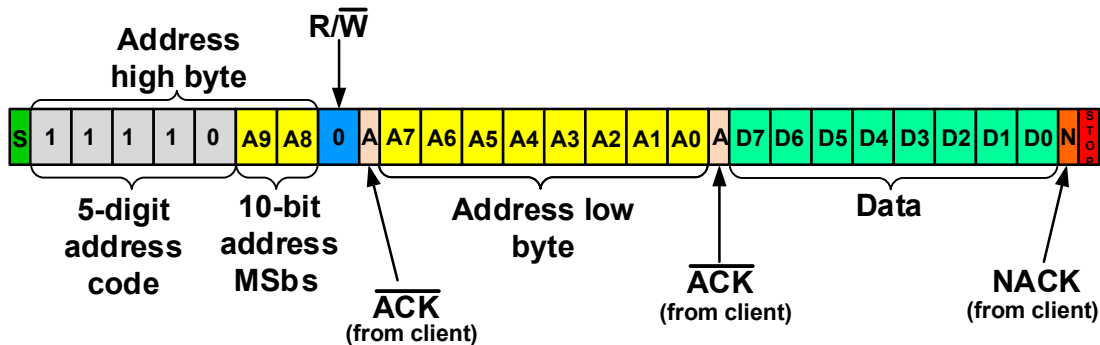 R/W
Address
high byte
S 1 1 1 1 0 A9 A8 0 A A7 A6 A5 A4 A3 A2 A1 A0 A D7 D6 D5 D4 D3 D2 D1 D0 N STOP
5-digit
address
code
10-bit
address
MSbs
Address low
byte
Data
ACK
(from client)
ACK
(from client)
NACK
(from client)